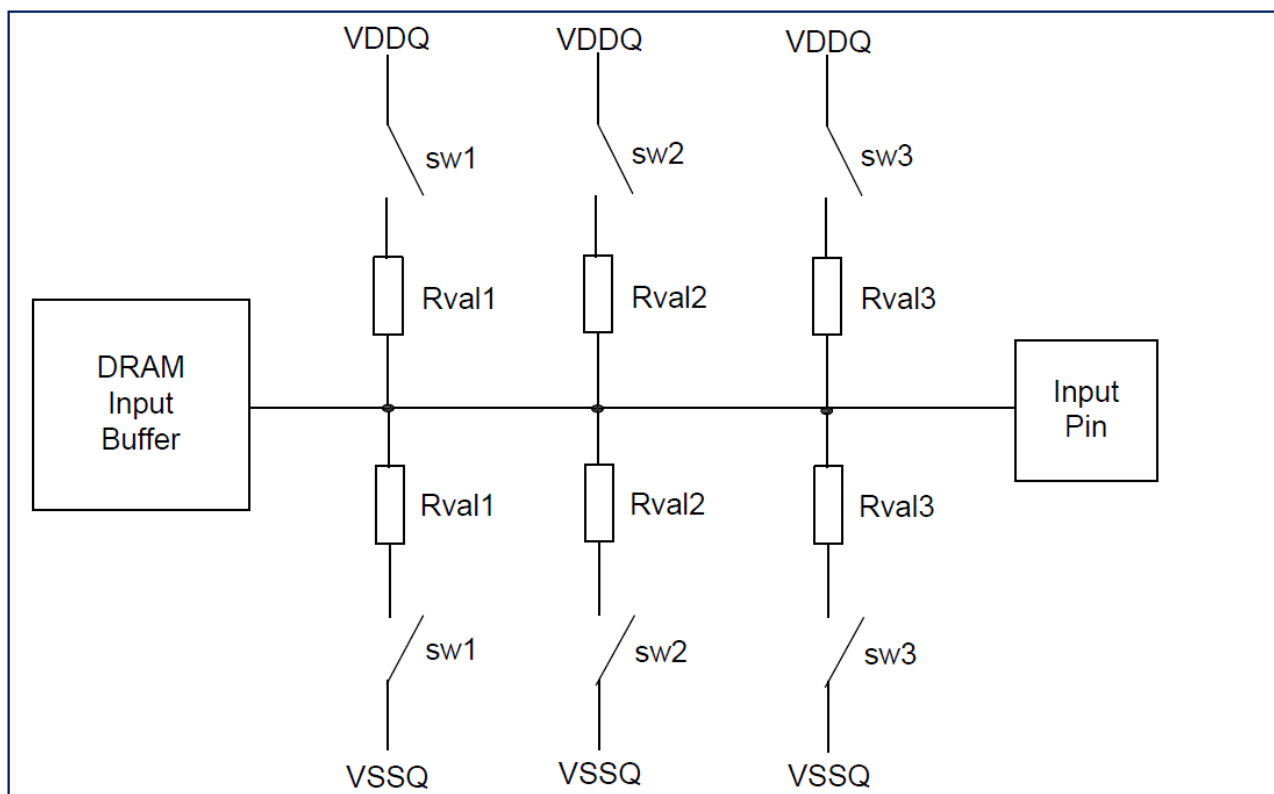 VDDQ
VDDQ
VDDQ
sw1
sw2
sw3
Rval1
Rval2
Rval3
DRAM
Input
Buffer
Input
Pin
Rval1
Rval2
Rval3
sw1
sw2
sw3
VSSQ
VSSQ
VSSQ